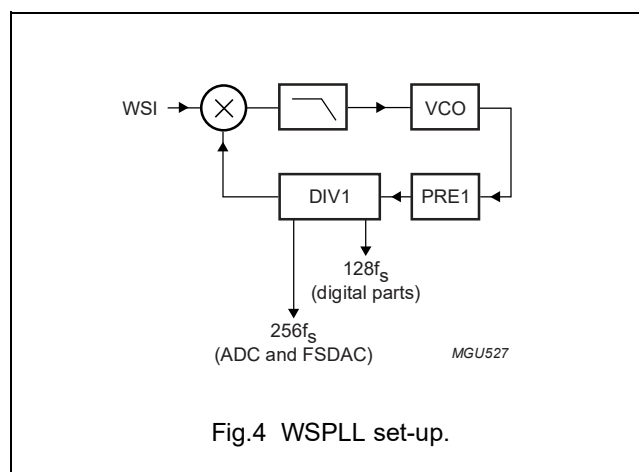 WSI
VCO
DIV1
PRE1
128fs
(digital parts)
256fs
(ADC and FSDAC)
MGU527
Fig.4 WSPLL set-up.